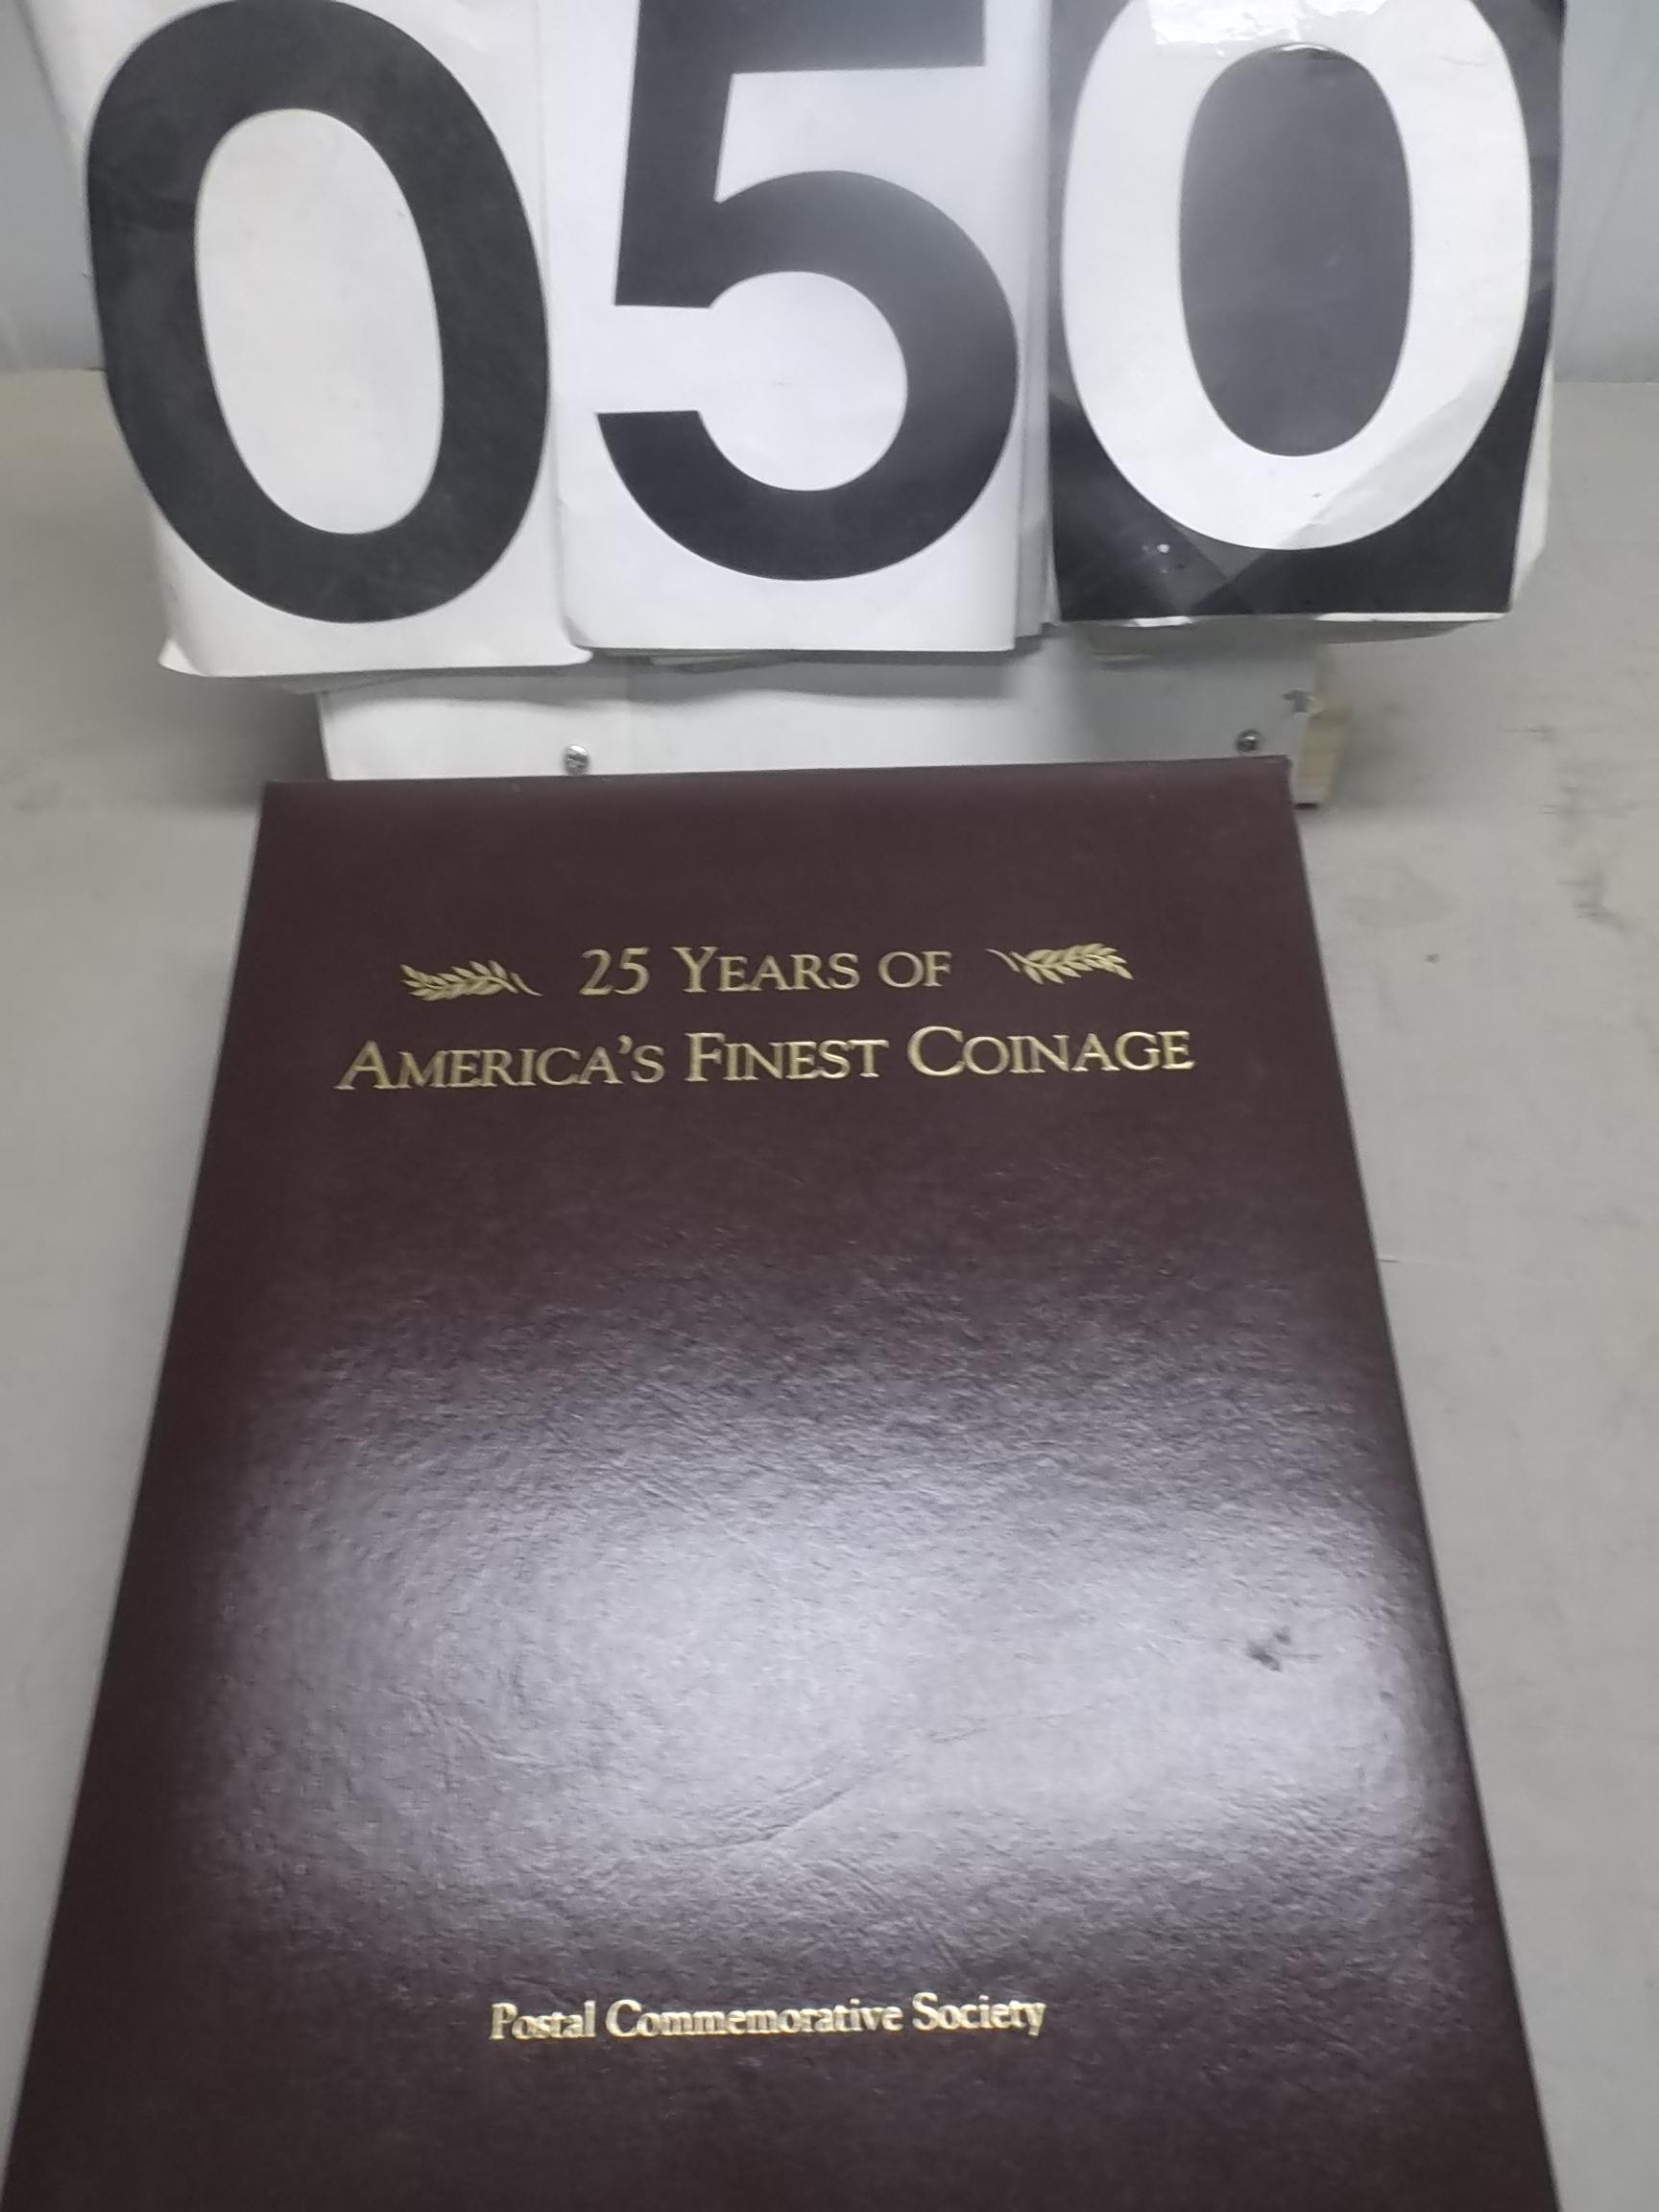 050
25 YEARS OF
AMERICA'S FINEST COINAGE
Postal Commemorative Society